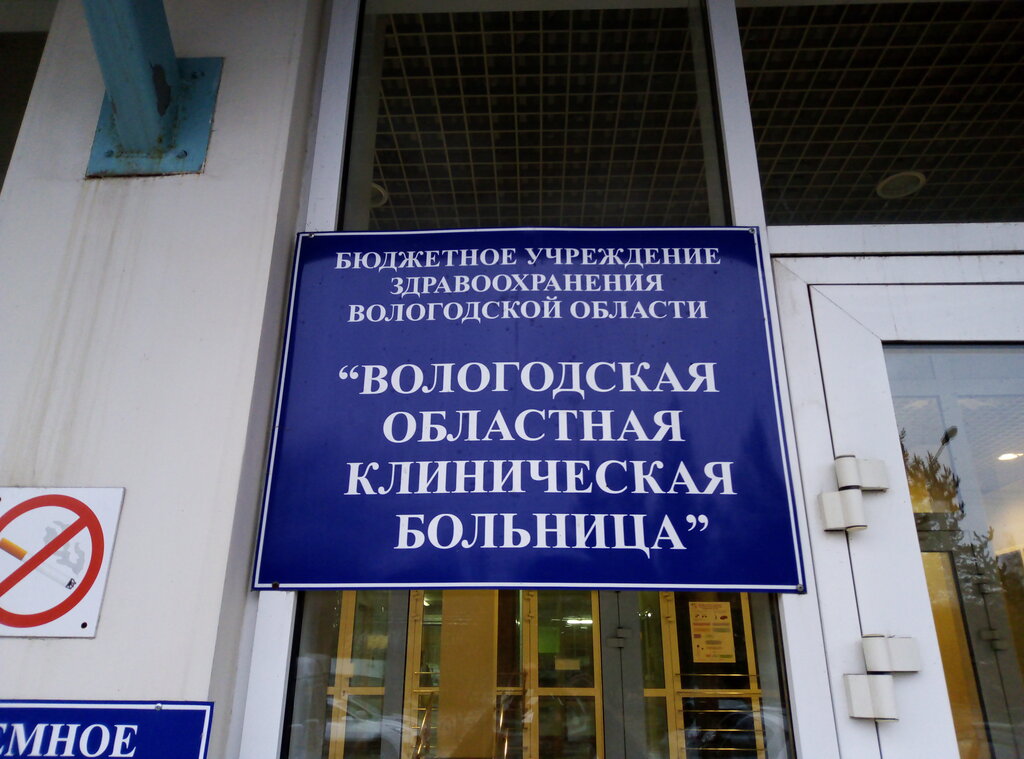 БЮДЖЕТНОЕ УЧРЕЖДЕНИЕ
ЗДРАВООХРАНЕНИЯ
ВОЛОГОДСКОЙ ОБЛАСТИ
“ВОЛОГОДСКАЯ
ОБЛАСТНАЯ
КЛИНИЧЕСКАЯ
БОЛЬНИЦА”
ЕМНОЕ